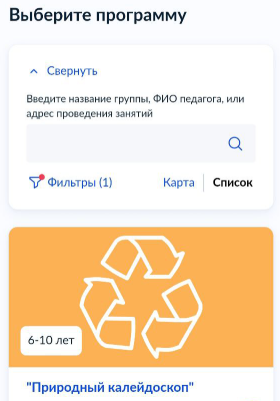 Выберите программу
Свернуть
Введите название группы, ФИО педагога, или
адрес проведения занятий
Фильтры (1)
Карта
Список
6-10 лет
"Природный калейдоскоп"